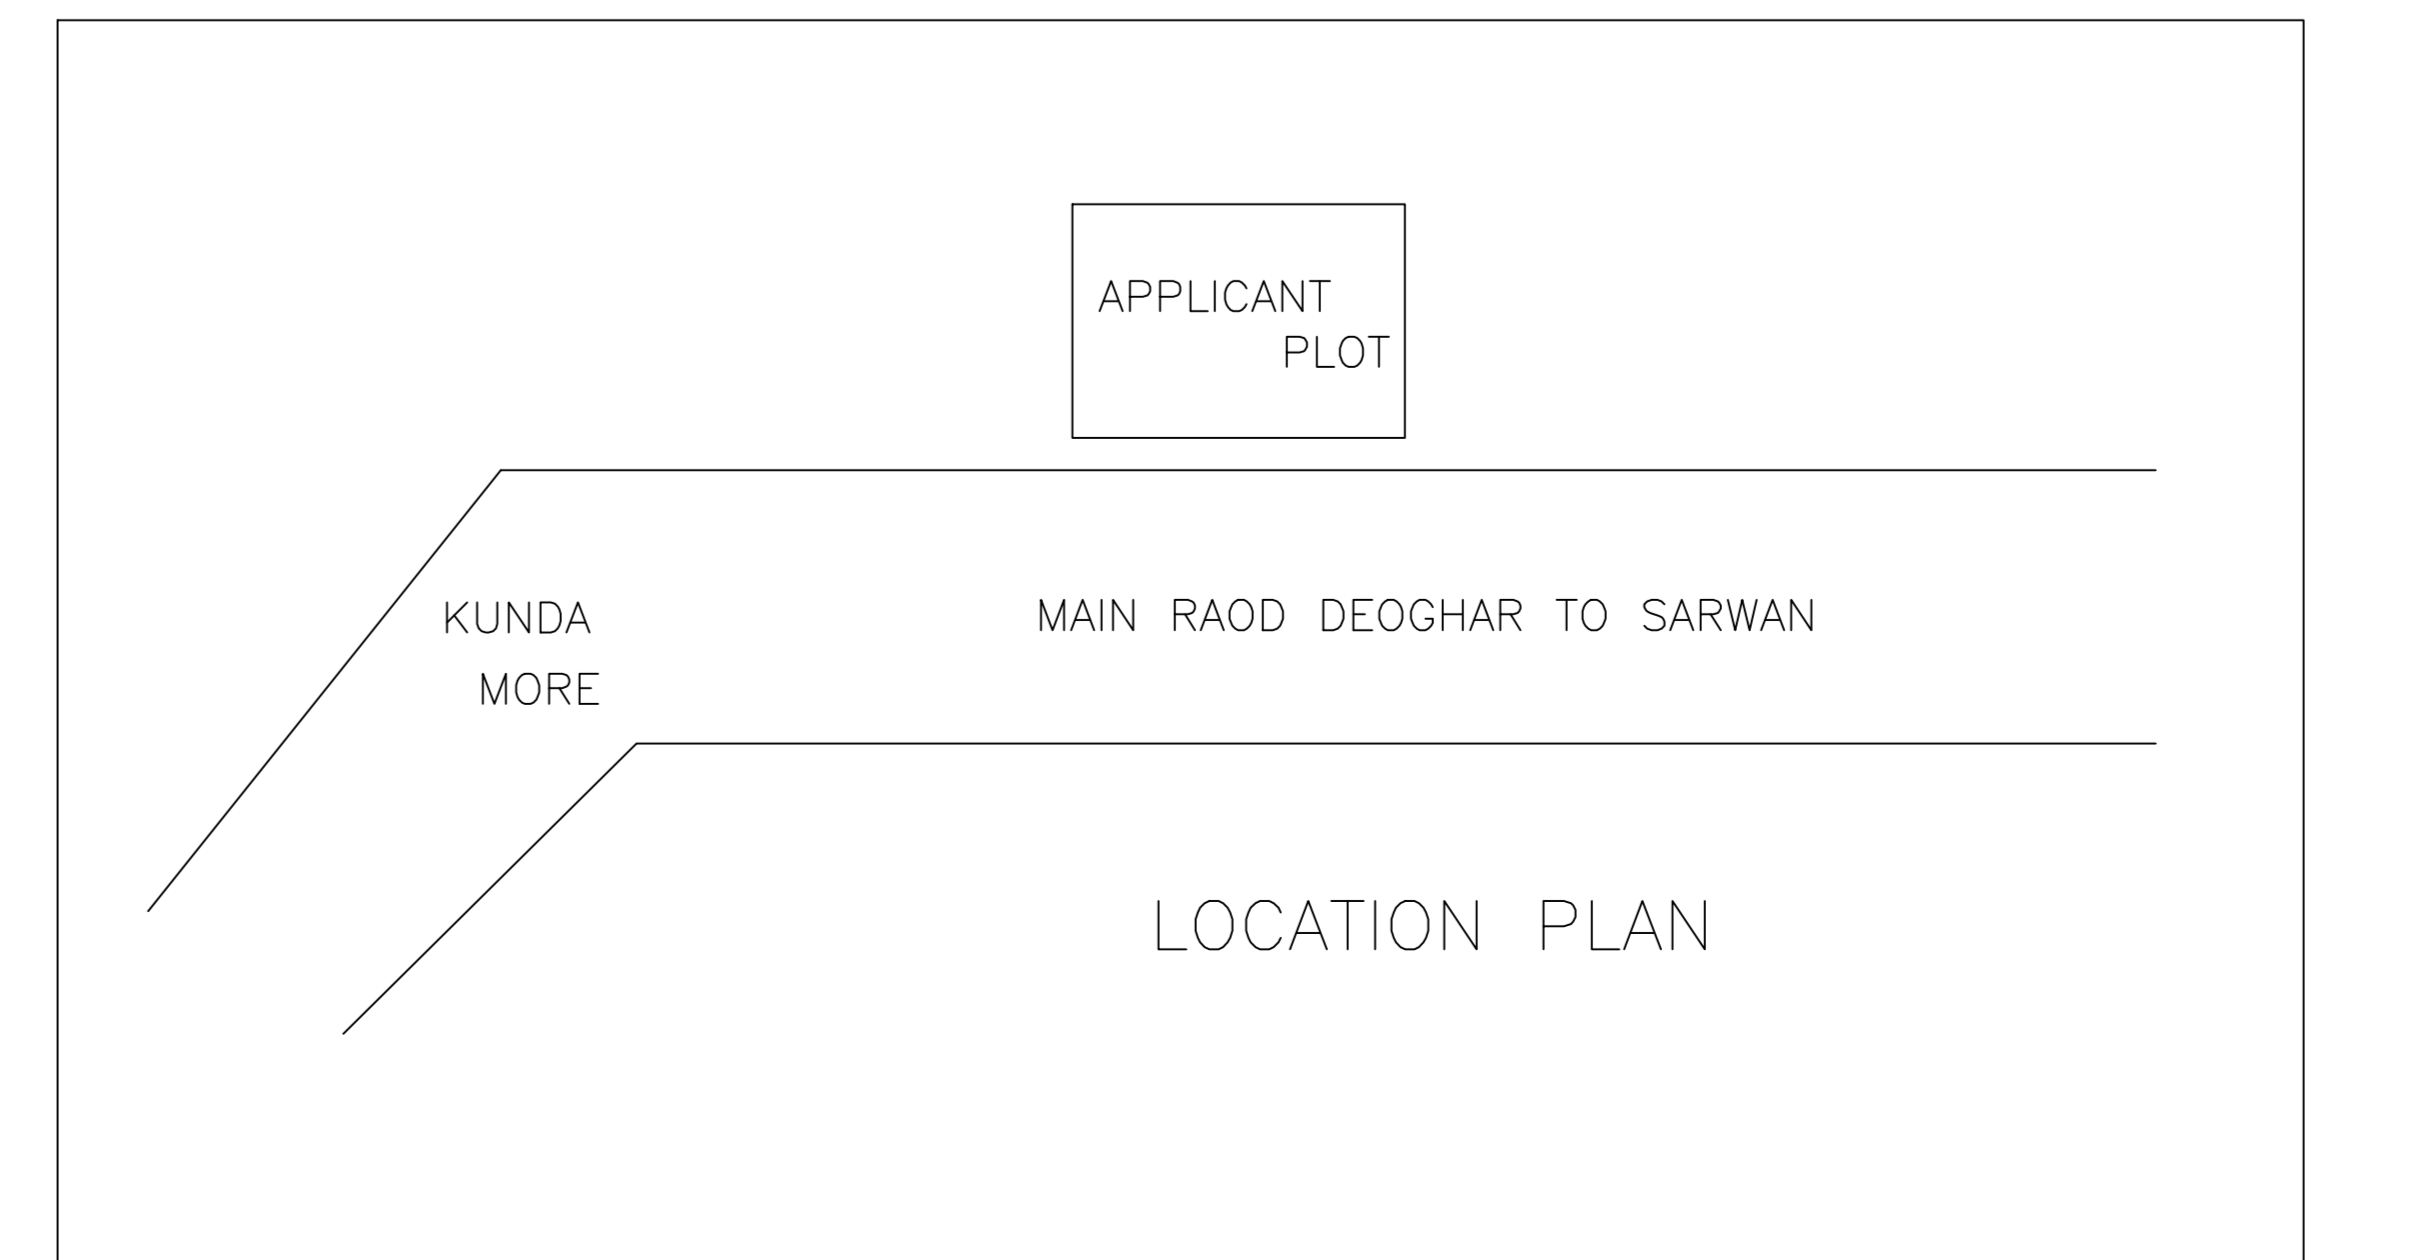 APPLICANT
PLOT
KUNDA
MORE
MAIN RAOD DEOGHAR TO SARWAN
LOCATION PLAN